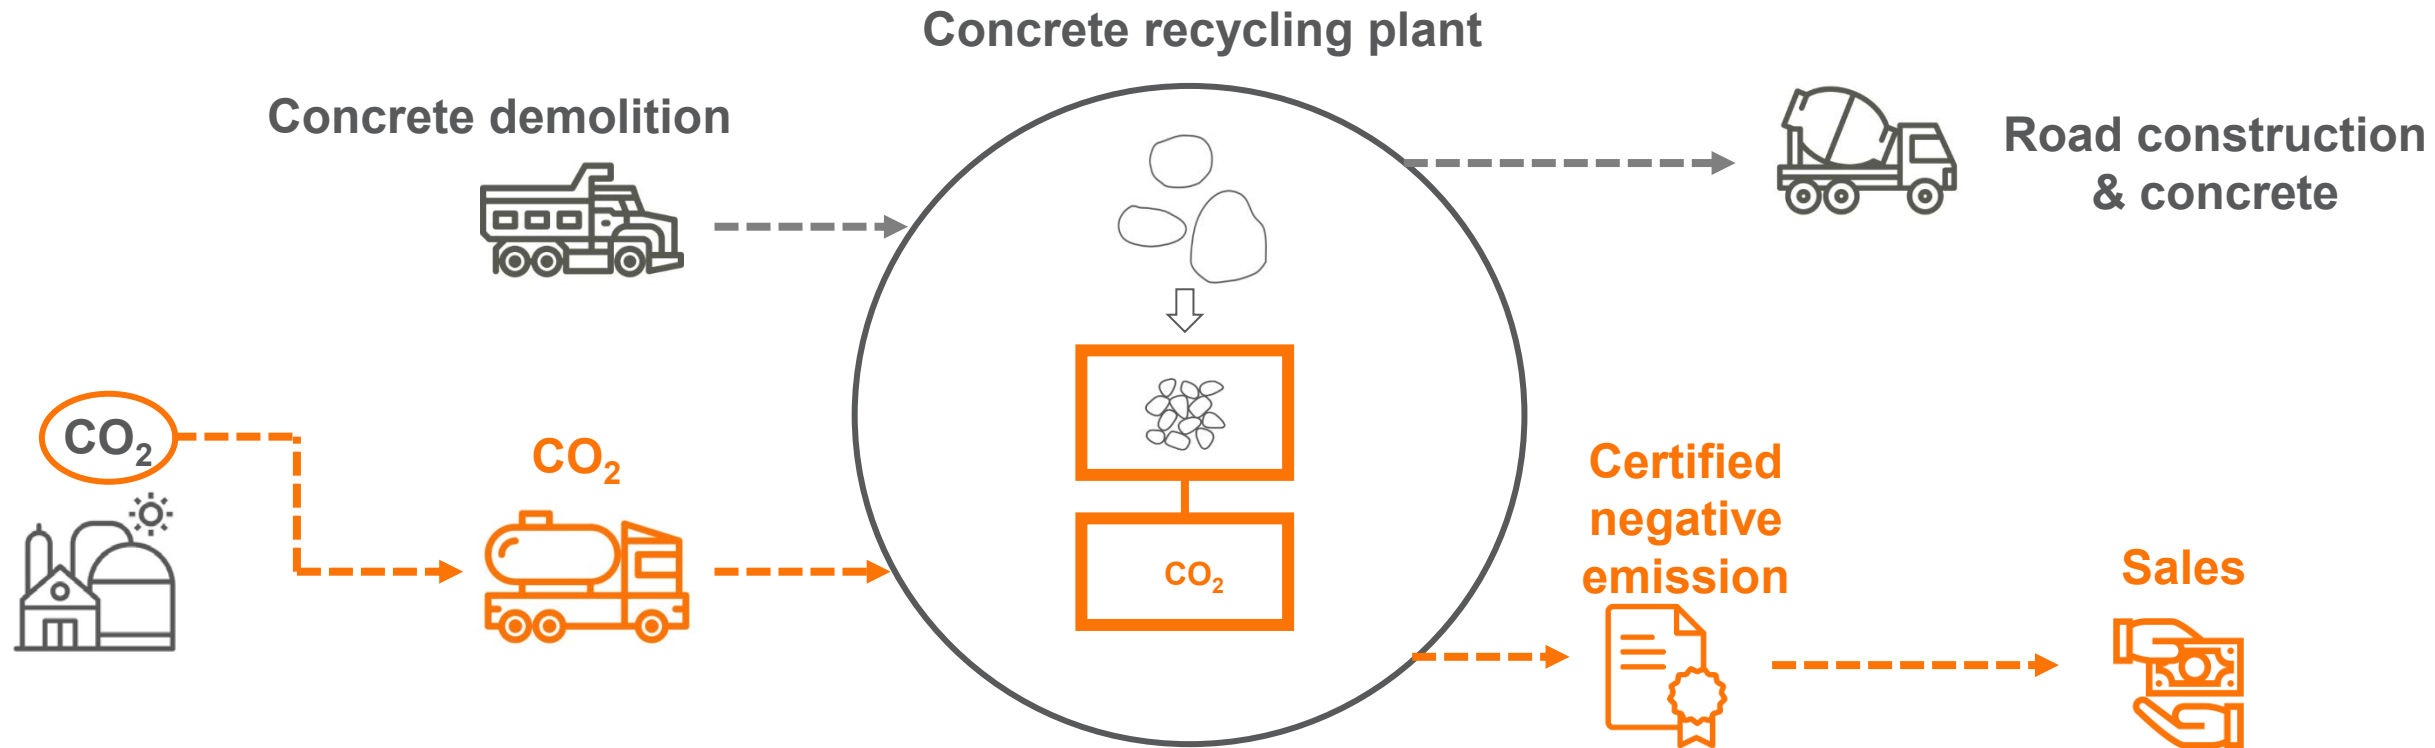 Concrete recycling plant
Concrete demolition
Road construction
& concrete
CO₂
CO₂
CO₂
Certified
negative
emission
Sales